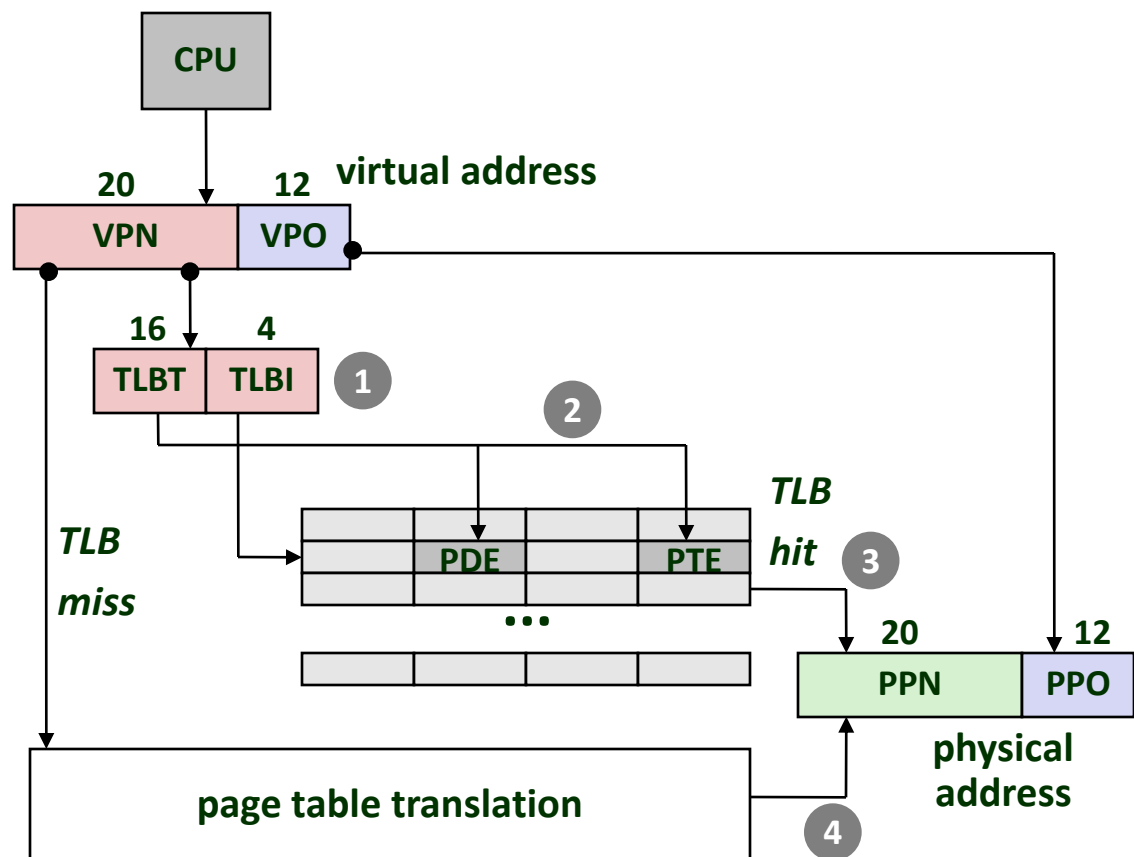 CPU
virtual address
20 12
VPN VPO
16 4
TLBT TLBI
1
2
TLB
hit
TLB
miss
PDE PTE
3
...
20 12
PPN PPO
physical
address
page table translation
4